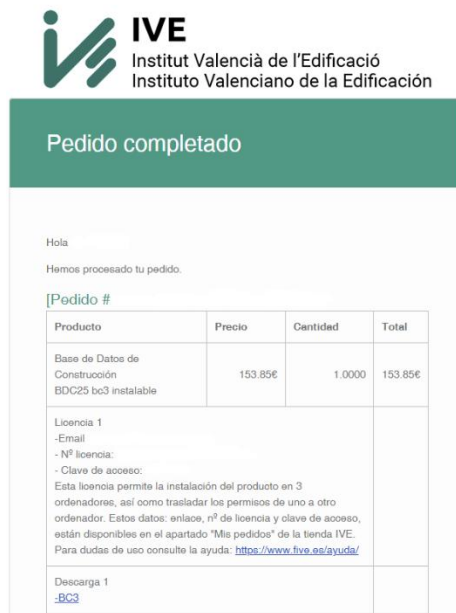 IVE
Institut Valencià de l'Edificació
Instituto Valenciano de la Edificación
Pedido completado
Hola
Hemos procesado tu pedido.
[Pedido #
Producto Precio Cantidad Total
Base de Datos de
Construcción
BDC25 bc3 instalable
153.85€ 1.0000 153.85€
Licencia 1
-Email
- Nº licencia:
- Clave de acceso:
Esta licencia permite la instalación del producto en 3
ordenadores, así como trasladar los permisos de uno a otro
ordenador. Estos datos: enlace, nº de licencia y clave de acceso,
están disponibles en el apartado "Mis pedidos" de la tienda IVE.
Para dudas de uso consulte la ayuda: https://www.five.es/ayuda/
Descarga 1
-BC3